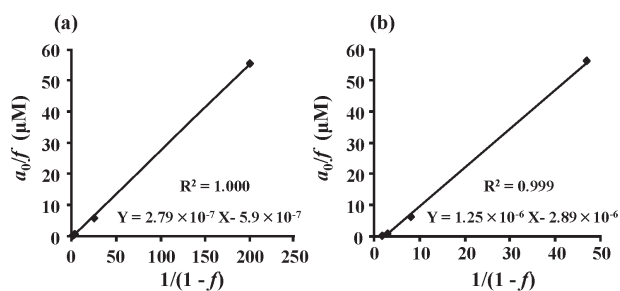 (a)
60
50
40
30
20
10
0
a₀/f (μM)
R² = 1.000
Y = 2.79 ×10⁻⁷ X- 5.9 ×10⁻⁷
0 50 100 150 200 250
1/(1 - f)
(b)
60
50
40
30
20
10
0
a₀/f (μM)
R² = 0.999
Y = 1.25 ×10⁻⁶ X- 2.89 ×10⁻⁶
0 10 20 30 40 50
1/(1 - f)